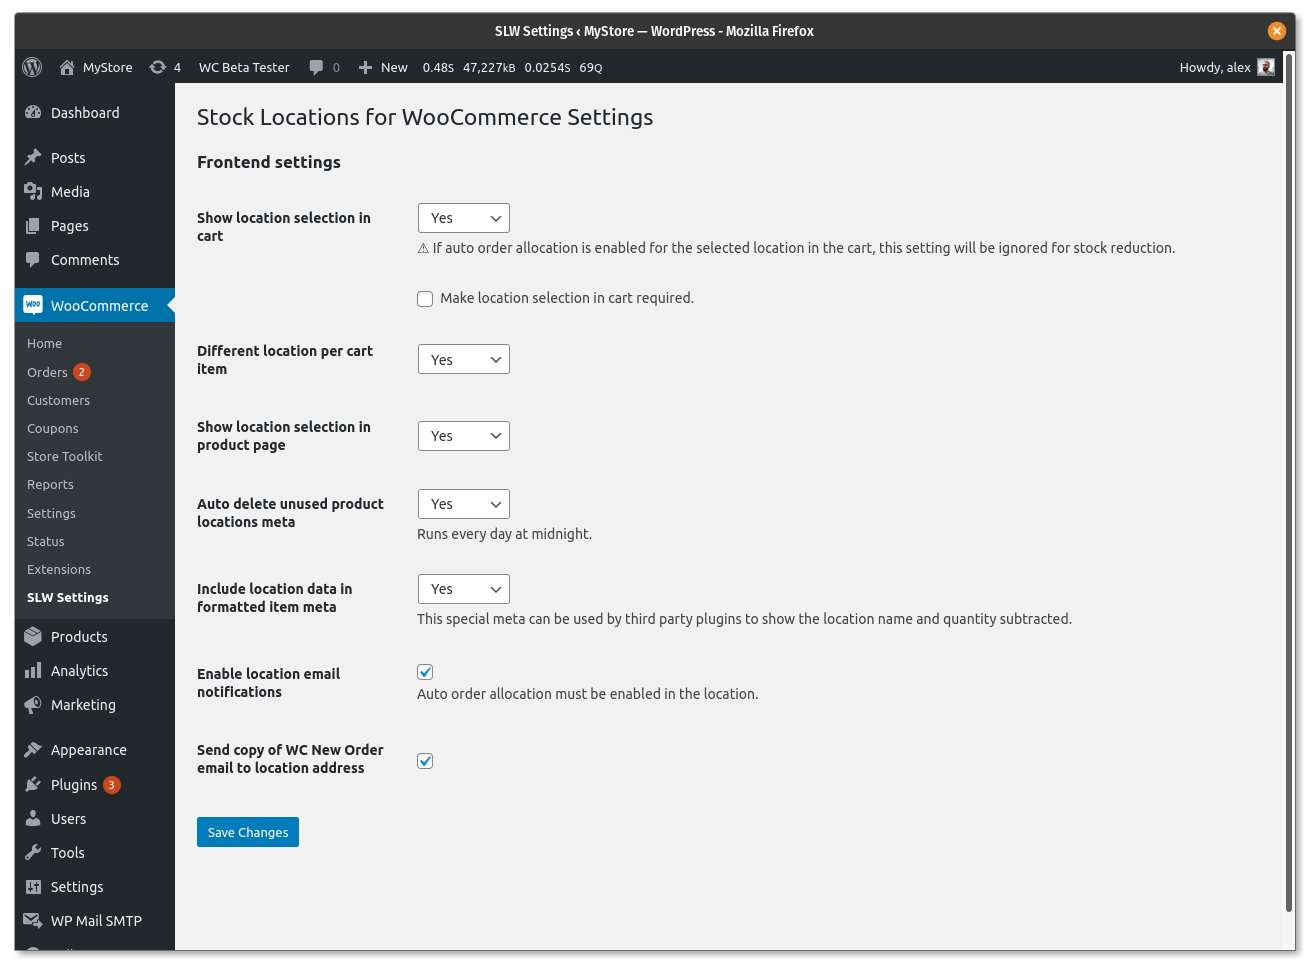 SLW Settings ‹ MyStore — WordPress - Mozilla Firefox
MyStore 4 WC Beta Tester 0 New 0.48S 47,227KB 0.0254S 69Q Howdy, alex
Dashboard
Posts
Media
Pages
Comments
woo WooCommerce
Home
Orders 2
Customers
Coupons
Store Toolkit
Reports
Settings
Status
Extensions
SLW Settings
Products
Analytics
Marketing
Appearance
Plugins 3
Users
Tools
Settings
WP Mail SMTP
Stock Locations for WooCommerce Settings
Frontend settings
Show location selection in
cart
Yes
⚠ If auto order allocation is enabled for the selected location in the cart, this setting will be ignored for stock reduction.
Make location selection in cart required.
Different location per cart
item
Yes
Show location selection in
product page
Yes
Auto delete unused product
locations meta
Yes
Runs every day at midnight.
Include location data in
formatted item meta
Yes
This special meta can be used by third party plugins to show the location name and quantity subtracted.
Enable location email
notifications
Auto order allocation must be enabled in the location.
Send copy of WC New Order
email to location address
Save Changes